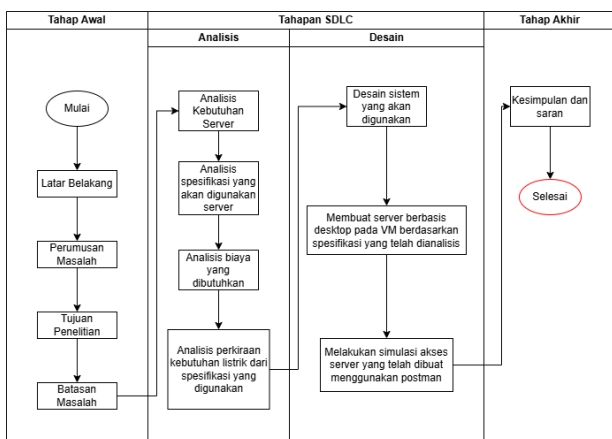 Tahap Awal
Tahapan SDLC
Tahap Akhir
Analisis
Desain
Mulai
Latar Belakang
Perumusan
Masalah
Tujuan
Penelitian
Batasan
Masalah
Analisis
Kebutuhan
Server
Analisis
spesifikasi yang
akan digunakan
server
Analisis biaya
yang
dibutuhkan
Analisis perkiraan
kebutuhan listrik dari
spesifikasi yang
digunakan
Desain sistem
yang akan
digunakan
Membuat server berbasis
desktop pada VM berdasarkan
spesifikasi yang telah dianalisis
Melakukan simulasi akses
server yang telah dibuat
menggunakan postman
Kesimpulan dan
saran
Selesai